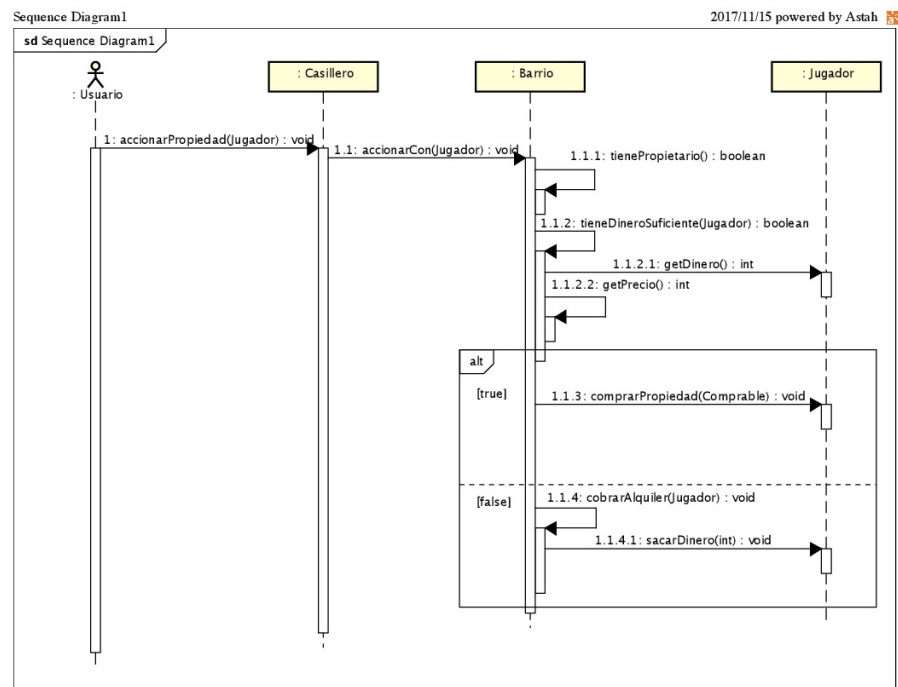 Sequence Diagram1
2017/11/15 powered by Astah
sd Sequence Diagram1
: Usuario
: Casillero
: Barrio
: Jugador
1: accionarPropiedad(Jugador) : void
1.1: accionarCon(Jugador) : void
1.1.1: tienePropietario() : boolean
1.1.2: tieneDineroSuficiente(Jugador) : boolean
1.1.2.1: getDinero() : int
1.1.2.2: getPrecio() : int
alt
[true]
1.1.3: comprarPropiedad(Comprable) : void
[false]
1.1.4: cobrarAlquiler(Jugador) : void
1.1.4.1: sacarDinero(int) : void